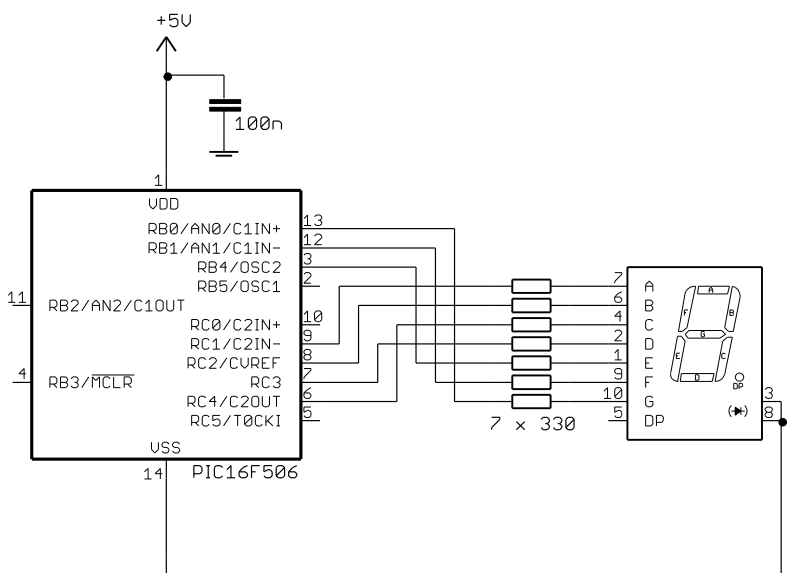 +5V
100n
1
VDD
RB0/AN0/C1IN+ 13
RB1/AN1/C1IN- 12
RB4/OSC2 3
RB5/OSC1 2
11 RB2/AN2/C1OUT
RC0/C2IN+ 10
RC1/C2IN- 9
RC2/CVREF 8
4 RB3/MCLR
RC3 7
RC4/C2OUT 6
RC5/T0CKI 5
VSS
14
PIC16F506
7 x 330
7 A
6 B
4 C
2 D
1 E
9 F
10 G
5 DP
A
F B
G
E C
D
DP
3
8